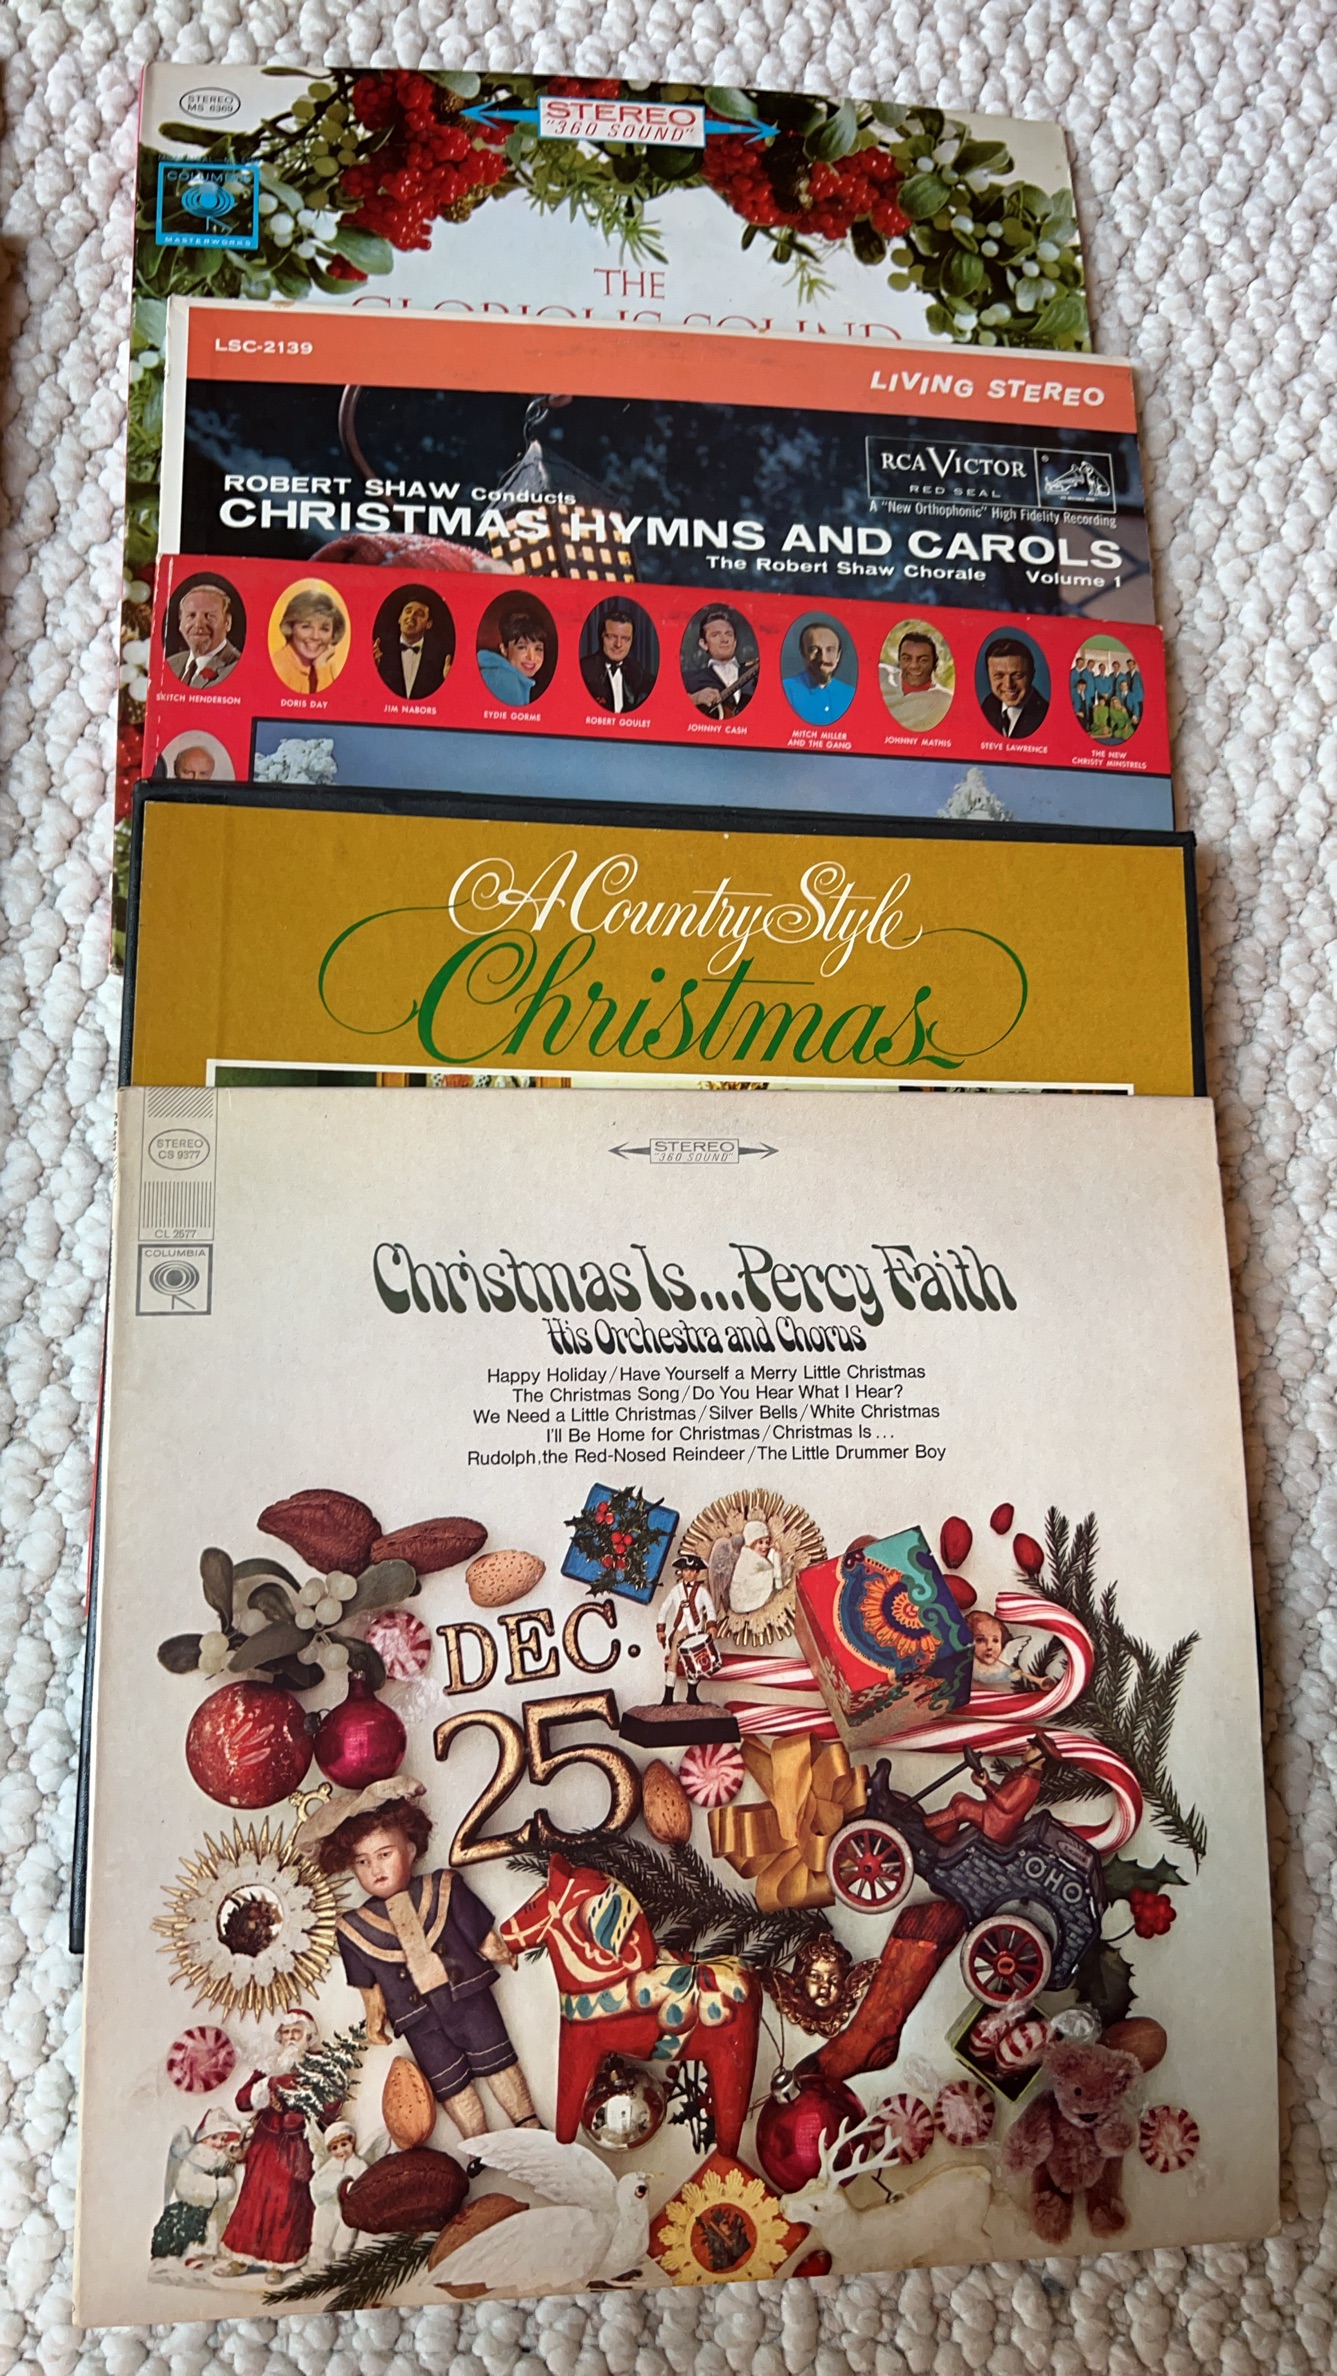 STEREO
MS 6369
STEREO
"360 SOUND"
COLUMBIA
MASTERWORKS
THE
GLORIOUS SOUND
LSC-2139
LIVING STEREO
RCA VICTOR
RED SEAL
A "New Orthophonic" High Fidelity Recording
ROBERT SHAW Conducts
CHRISTMAS HYMNS AND CAROLS
The Robert Shaw Chorale Volume 1
SKITCH HENDERSON
DORIS DAY
JIM NABORS
EYDIE GORME
ROBERT GOULET
JOHNNY CASH
MITCH MILLER
AND THE GANG
JOHNNY MATHIS
STEVE LAWRENCE
THE NEW
CHRISTY MINSTRELS
A Country Style
Christmas
STEREO
CS 9377
CL 2577
COLUMBIA
STEREO
"360 SOUND"
Christmas Is...Percy Faith
His Orchestra and Chorus
Happy Holiday/Have Yourself a Merry Little Christmas
The Christmas Song/Do You Hear What I Hear?
We Need a Little Christmas/Silver Bells/White Christmas
I'll Be Home for Christmas/Christmas Is...
Rudolph,the Red-Nosed Reindeer/The Little Drummer Boy
DEC.
25
OHO